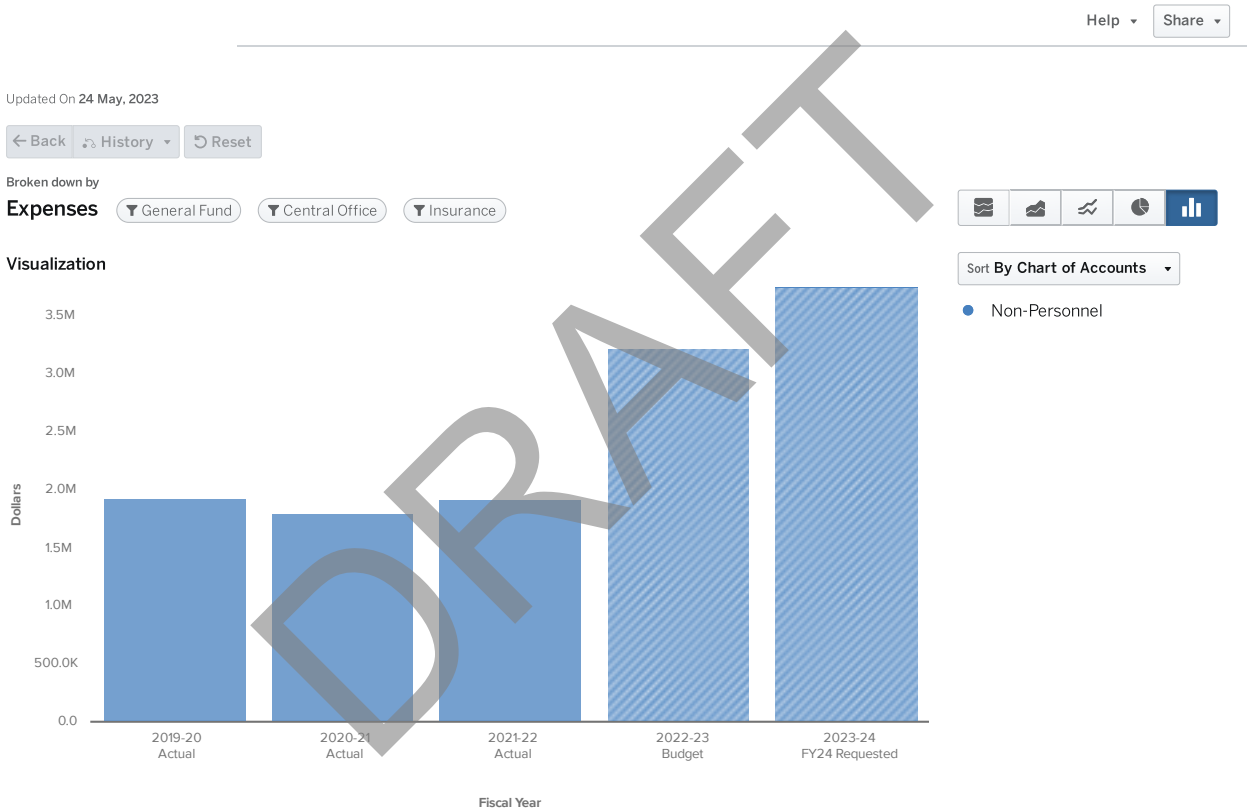 Help Share
Updated On 24 May, 2023
Back History Reset
Broken down by
Expenses General Fund Central Office Insurance
Visualization
Sort By Chart of Accounts
Non-Personnel
3.5M
3.0M
2.5M
2.0M
1.5M
1.0M
500.0K
0.0
Dollars
2019-20 2020-21 2021-22 2022-23 2023-24
Actual Actual Actual Budget FY24 Requested
Fiscal Year
DRAFT